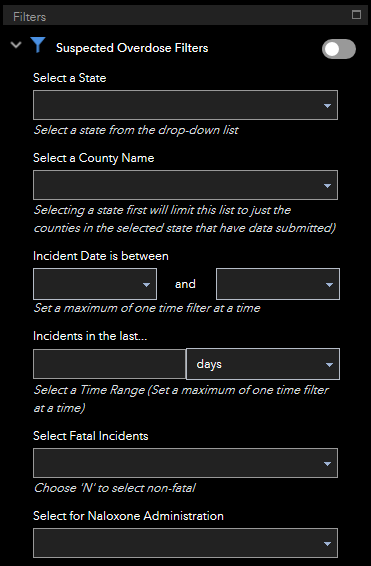 Filters
Suspected Overdose Filters
Select a State
Select a state from the drop-down list
Select a County Name
Selecting a state first will limit this list to just the
counties in the selected state that have data submitted)
Incident Date is between
and
Set a maximum of one time filter at a time
Incidents in the last...
days
Select a Time Range (Set a maximum of one time filter
at a time)
Select Fatal Incidents
Choose 'N' to select non-fatal
Select for Naloxone Administration